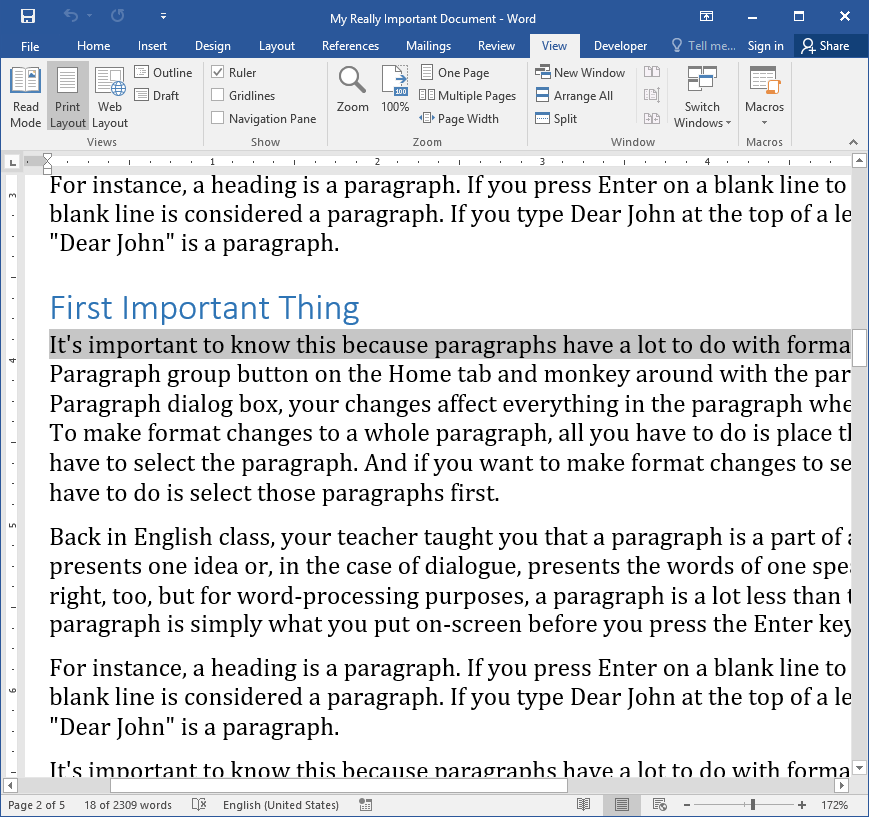 My Really Important Document - Word
File Home Insert Design Layout References Mailings Review View Developer Tell me... Sign in Share
Read Mode
Print Layout
Web Layout
Outline
Draft
Views
Ruler
Gridlines
Navigation Pane
Show
Zoom
100
100%
One Page
Multiple Pages
Page Width
Zoom
New Window
Arrange All
Split
Switch Windows
Window
Macros
Macros
L
1 2 3 4
3
For instance, a heading is a paragraph. If you press Enter on a blank line to
blank line is considered a paragraph. If you type Dear John at the top of a le
"Dear John" is a paragraph.
First Important Thing
It's important to know this because paragraphs have a lot to do with forma
4
Paragraph group button on the Home tab and monkey around with the par
Paragraph dialog box, your changes affect everything in the paragraph whe
To make format changes to a whole paragraph, all you have to do is place th
have to select the paragraph. And if you want to make format changes to se
have to do is select those paragraphs first.
5
Back in English class, your teacher taught you that a paragraph is a part of a
presents one idea or, in the case of dialogue, presents the words of one spea
right, too, but for word-processing purposes, a paragraph is a lot less than t
paragraph is simply what you put on-screen before you press the Enter key
For instance, a heading is a paragraph. If you press Enter on a blank line to
6
blank line is considered a paragraph. If you type Dear John at the top of a le
"Dear John" is a paragraph.
It's important to know this because paragraphs have a lot to do with forma
Page 2 of 5 18 of 2309 words English (United States) 172%